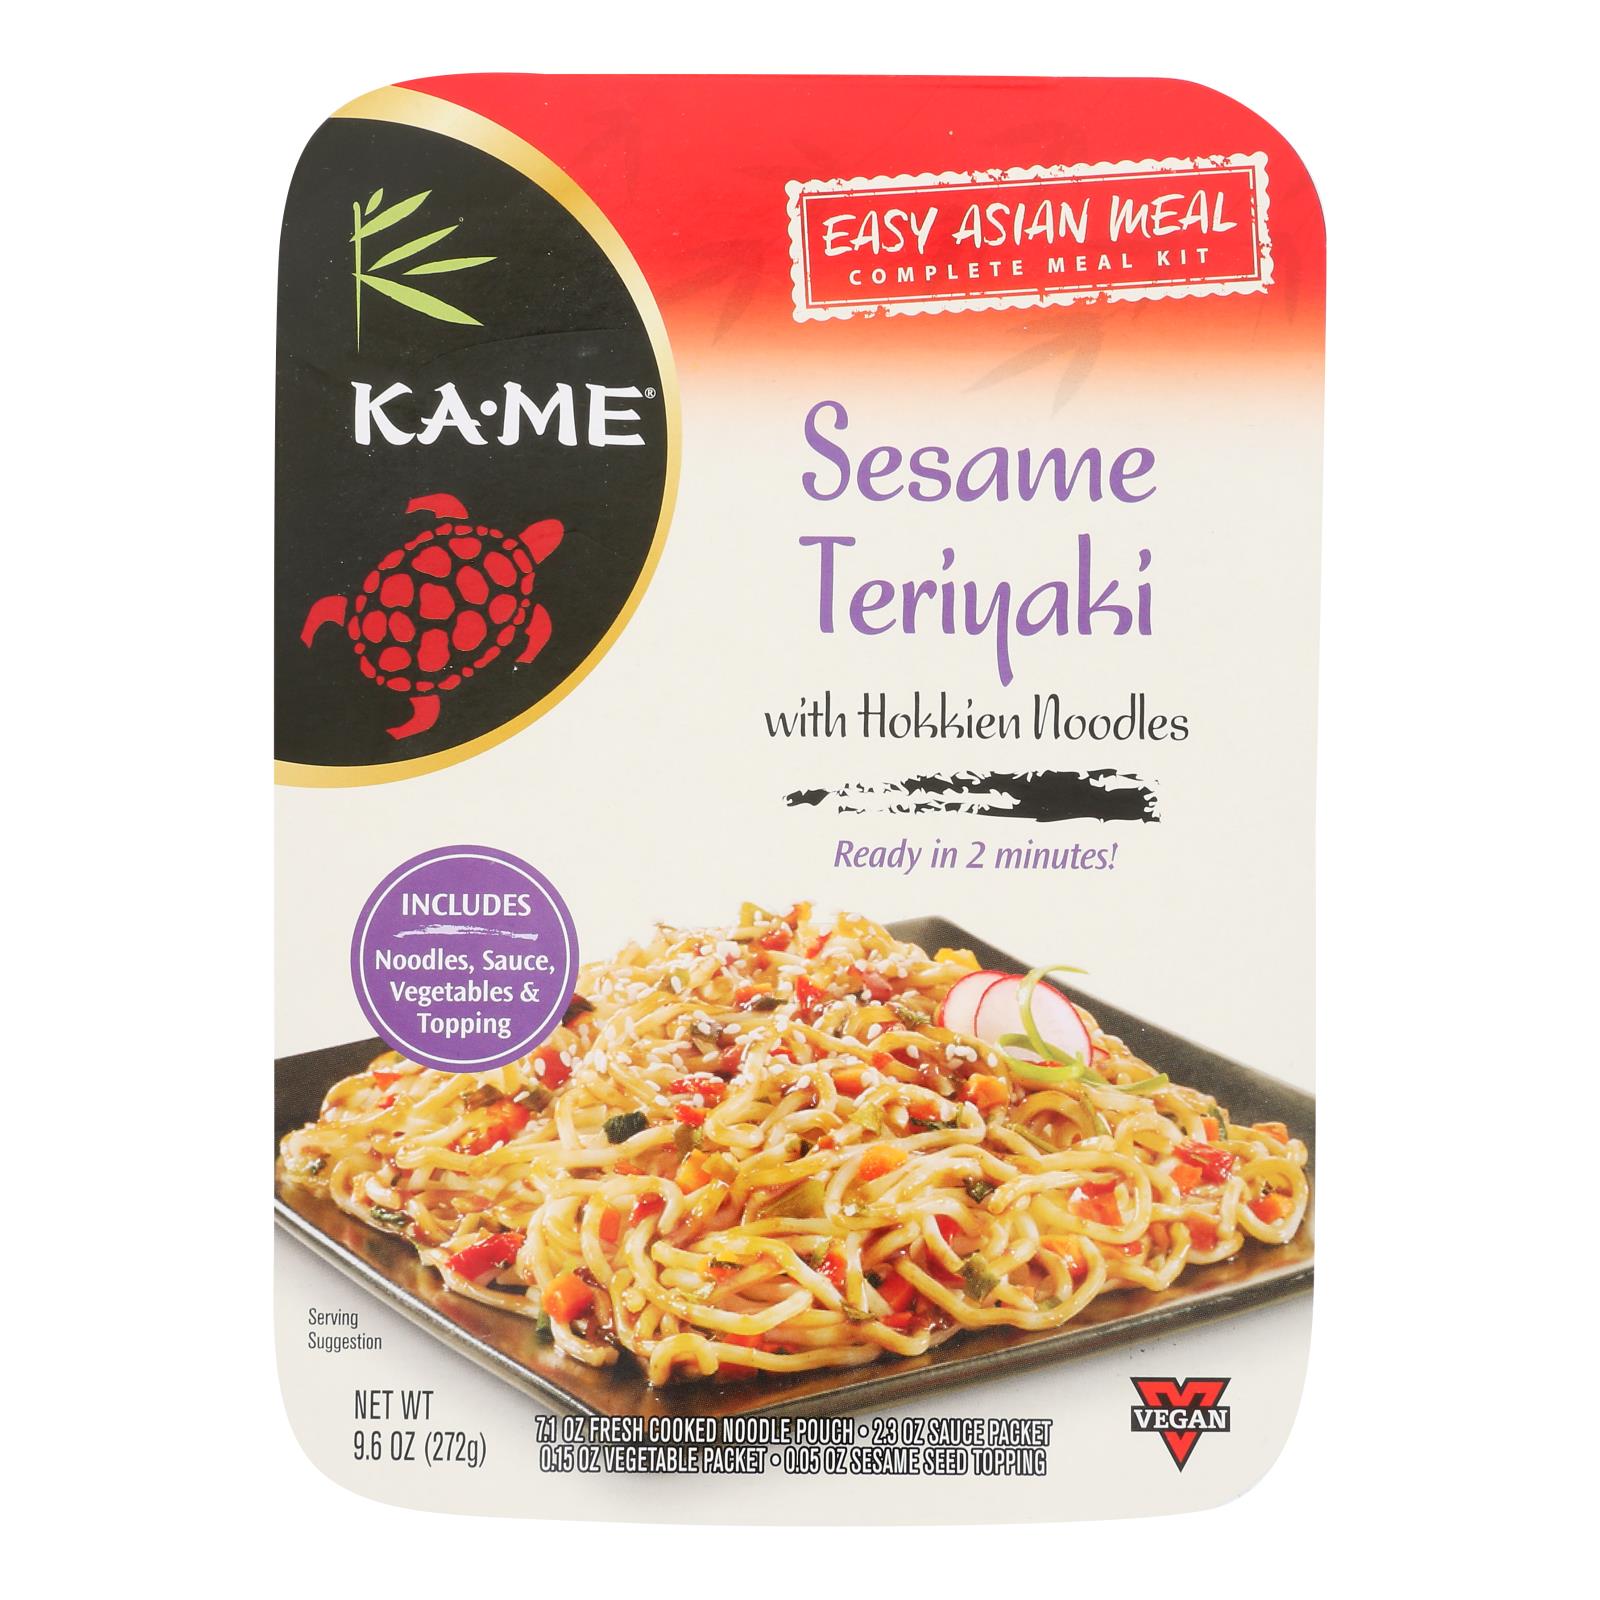 EASY ASIAN MEAL
COMPLETE MEAL KIT
KA·ME®
Sesame
Teriyaki
with Hokkien Noodles
Ready in 2 minutes!
INCLUDES
Noodles, Sauce,
Vegetables &
Topping
Serving
Suggestion
NET WT
9.6 OZ (272g)
7.1 OZ FRESH COOKED NOODLE POUCH • 2.3 OZ SAUCE PACKET
0.15 OZ VEGETABLE PACKET • 0.05 OZ SESAME SEED TOPPING
VEGAN